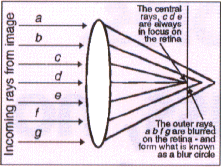 Incoming rays from image
a
b
c
d
e
f
g
The central
rays, c d e
are always
in focus on
the retina
The outer rays,
a b f g are blurred
on the retina - and
form what is known
as a blur circle